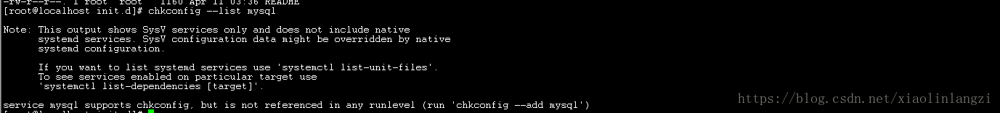 -rw-r--r--. 1 root root 1160 Apr 11 03:36 README
[root@localhost init.d]# chkconfig --list mysql
Note: This output shows SysV services only and does not include native
systemd services. SysV configuration data might be overridden by native
systemd configuration.
If you want to list systemd services use 'systemctl list-unit-files'.
To see services enabled on particular target use
'systemctl list-dependencies [target]'.
https://blog.csdn.net/xiaolinlangzi
service mysql supports chkconfig, but is not referenced in any runlevel (run 'chkconfig --add mysql')
[root@localhost init.d]#